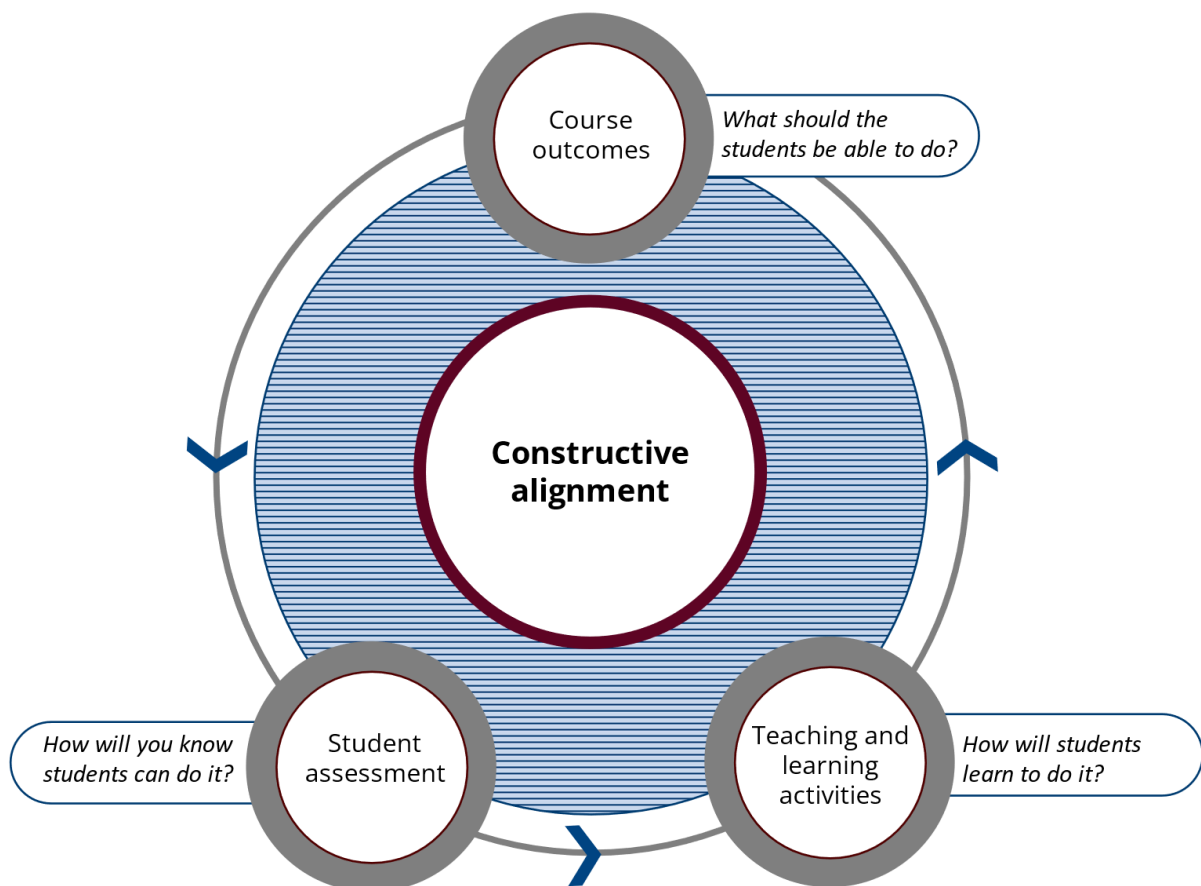 Course
outcomes
What should the
students be able to do?
Constructive
alignment
How will you know
students can do it?
Student
assessment
Teaching and
learning
activities
How will students
learn to do it?